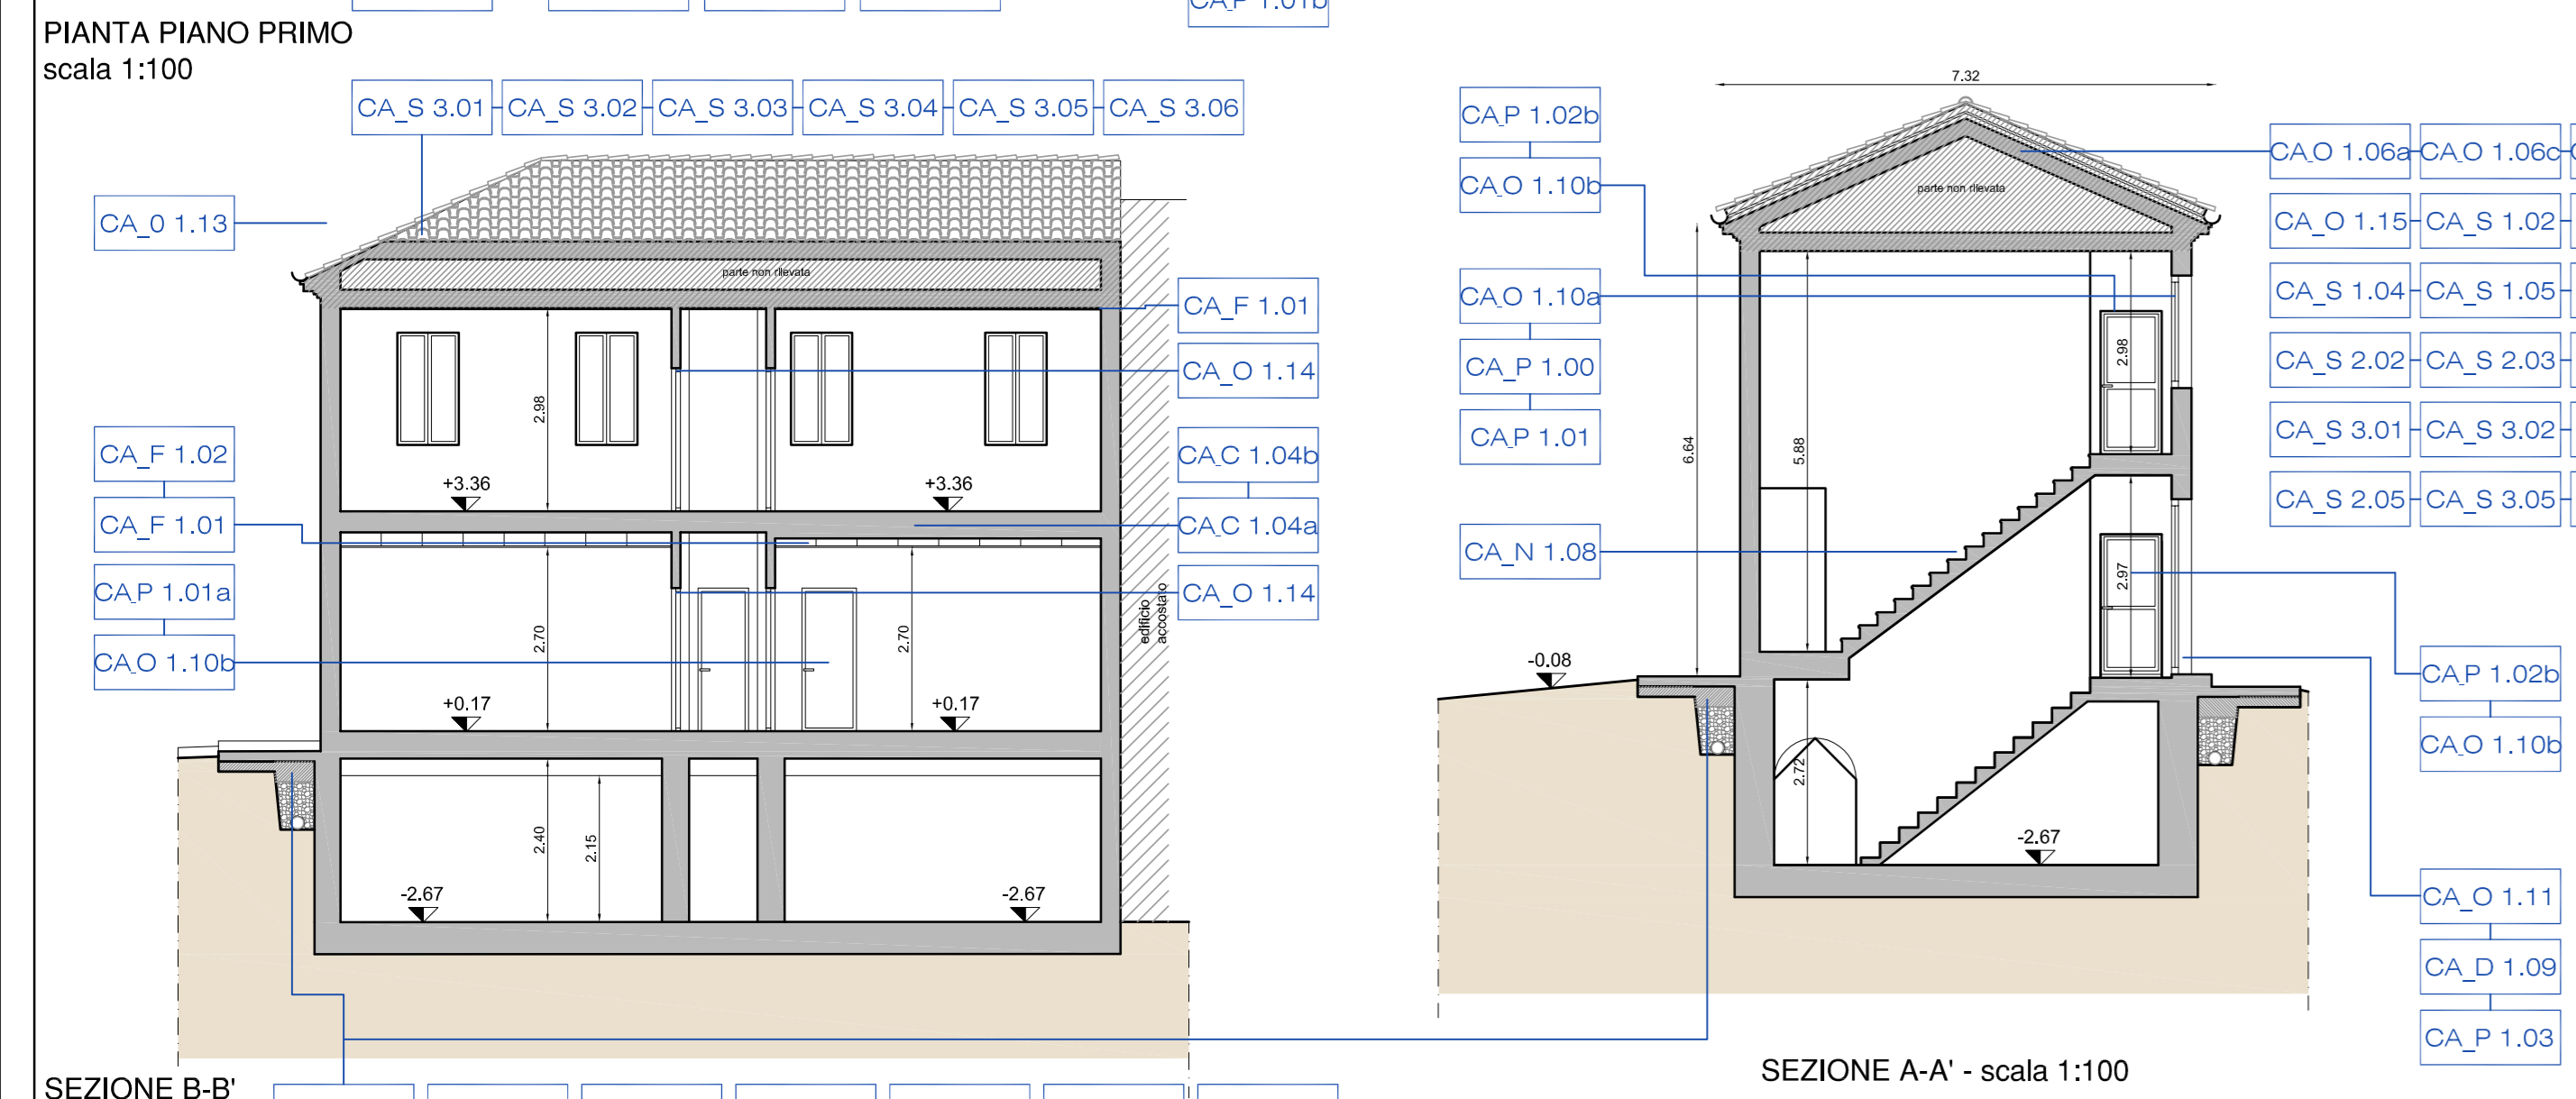 CA_P 1.01b
PIANTA PIANO PRIMO
scala 1:100
CA_S 3.01
CA_S 3.02
CA_S 3.03
CA_S 3.04
CA_S 3.05
CA_S 3.06
CA_0 1.13
parte non rilevata
CA_F 1.01
CA_O 1.14
2.98
+3.36
+3.36
CA_F 1.02
CA_F 1.01
CA_P 1.01a
CA_O 1.10b
CA_C 1.04b
CA_C 1.04a
CA_O 1.14
2.70
2.70
edificio
accostato
+0.17
+0.17
2.40
2.15
-2.67
-2.67
SEZIONE B-B'
7.32
CA_P 1.02b
CA_O 1.10b
CA_O 1.10a
CA_P 1.00
CA_P 1.01
CA_N 1.08
parte non rilevata
6.64
5.88
2.98
2.97
-0.08
2.72
-2.67
CA_O 1.06a
CA_O 1.06c
CA_O 1.15
CA_S 1.02
CA_S 1.04
CA_S 1.05
CA_S 2.02
CA_S 2.03
CA_S 3.01
CA_S 3.02
CA_S 2.05
CA_S 3.05
CA_P 1.02b
CA_O 1.10b
CA_O 1.11
CA_D 1.09
CA_P 1.03
SEZIONE A-A' - scala 1:100